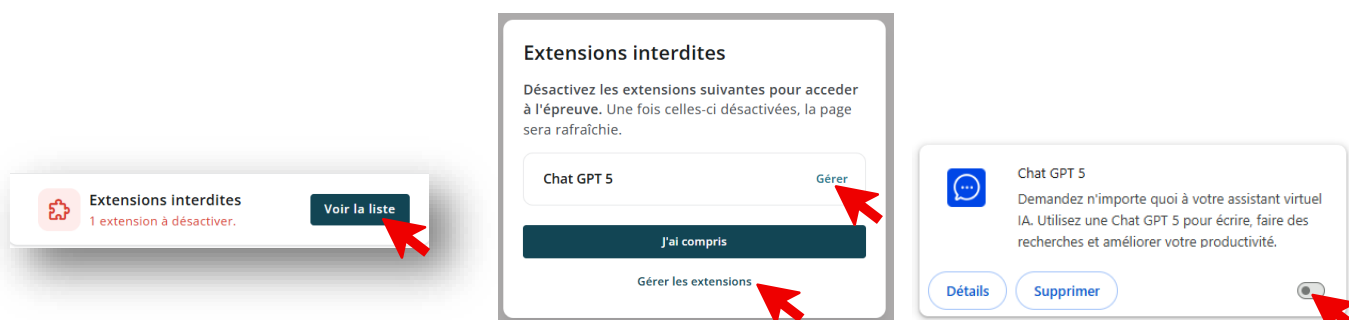 Extensions interdites
1 extension à désactiver.
Voir la liste
Extensions interdites
Désactivez les extensions suivantes pour acceder
à l'épreuve. Une fois celles-ci désactivées, la page
sera rafraîchie.
Chat GPT 5
Gérer
J'ai compris
Gérer les extensions
Chat GPT 5
Demandez n'importe quoi à votre assistant virtuel
IA. Utilisez une Chat GPT 5 pour écrire, faire des
recherches et améliorer votre productivité.
Détails
Supprimer